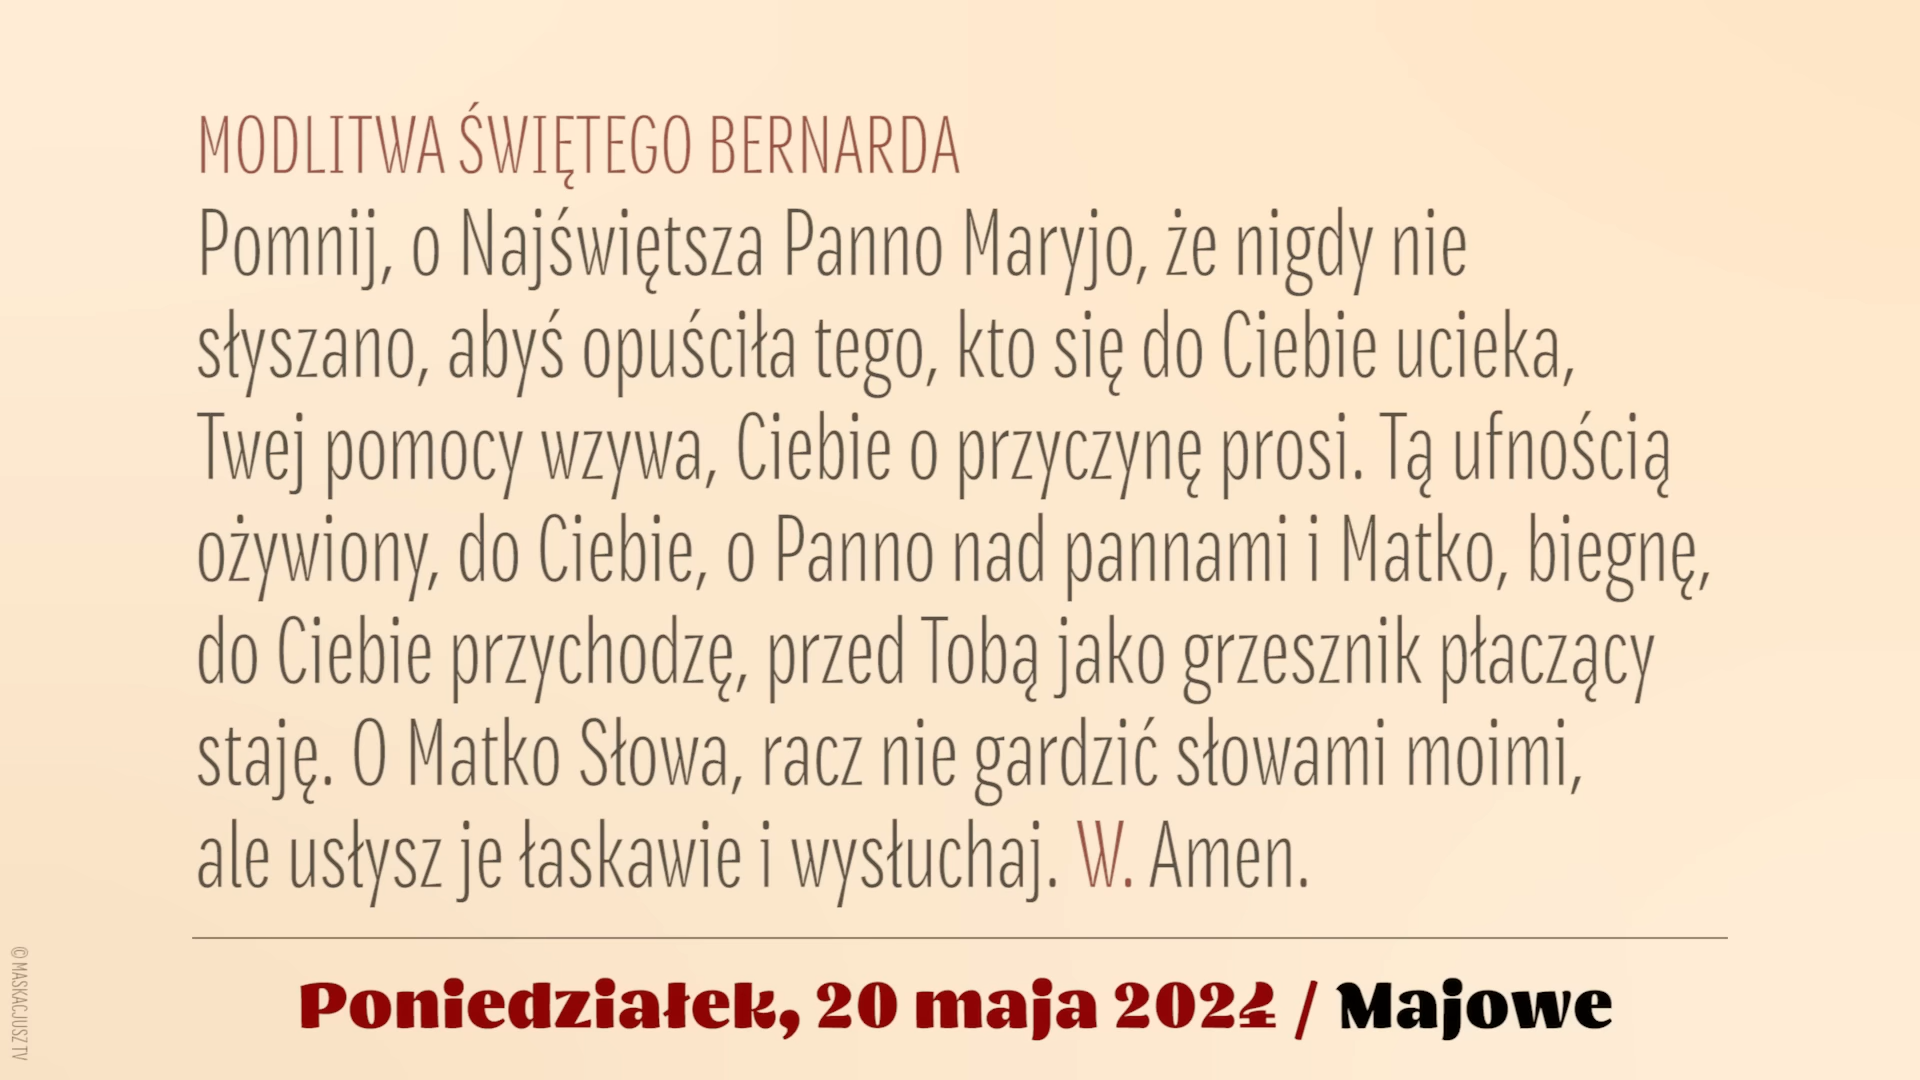 MODLITWA ŚWIĘTEGO BERNARDA
Pomnij, o Najświętsza Panno Maryjo, że nigdy nie
słyszano, abyś opuściła tego, kto się do Ciebie ucieka,
Twej pomocy wzywa, Ciebie o przyczynę prosi. Tą ufnością
ożywiony, do Ciebie, o Panno nad pannami i Matko, biegnę,
do Ciebie przychodzę, przed Tobą jako grzesznik płaczący
staję. O Matko Słowa, racz nie gardzić słowami moimi,
ale usłysz je łaskawie i wysłuchaj. W. Amen.
Poniedziałek, 20 maja 2024 / Majowe
© MASKACJUSZ TV